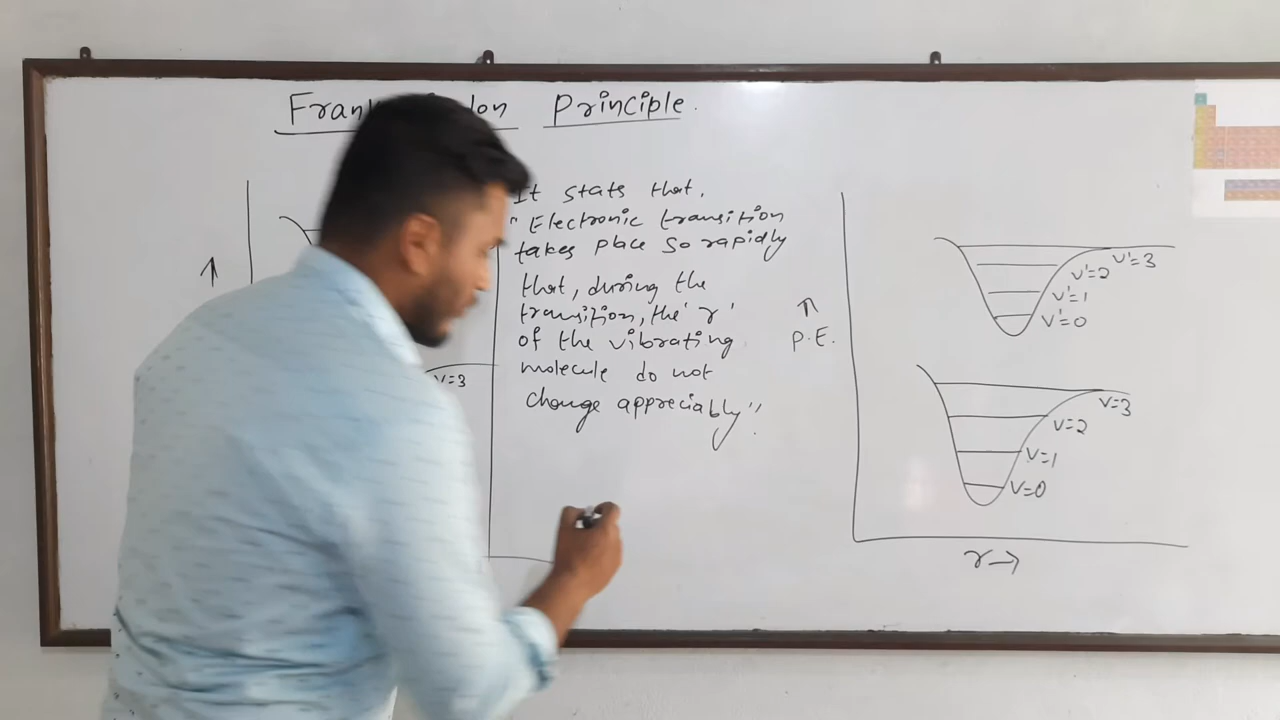 Principle.
It states that,
"Electronic transition
takes place so rapidly
that, during the
transition, the 'r'
of the vibrating
molecule do not
change appreciably".
V=3
↑
P.E.
V'=3
V'=2
V'=1
V'=0
V=3
V=2
V=1
V=0
r→